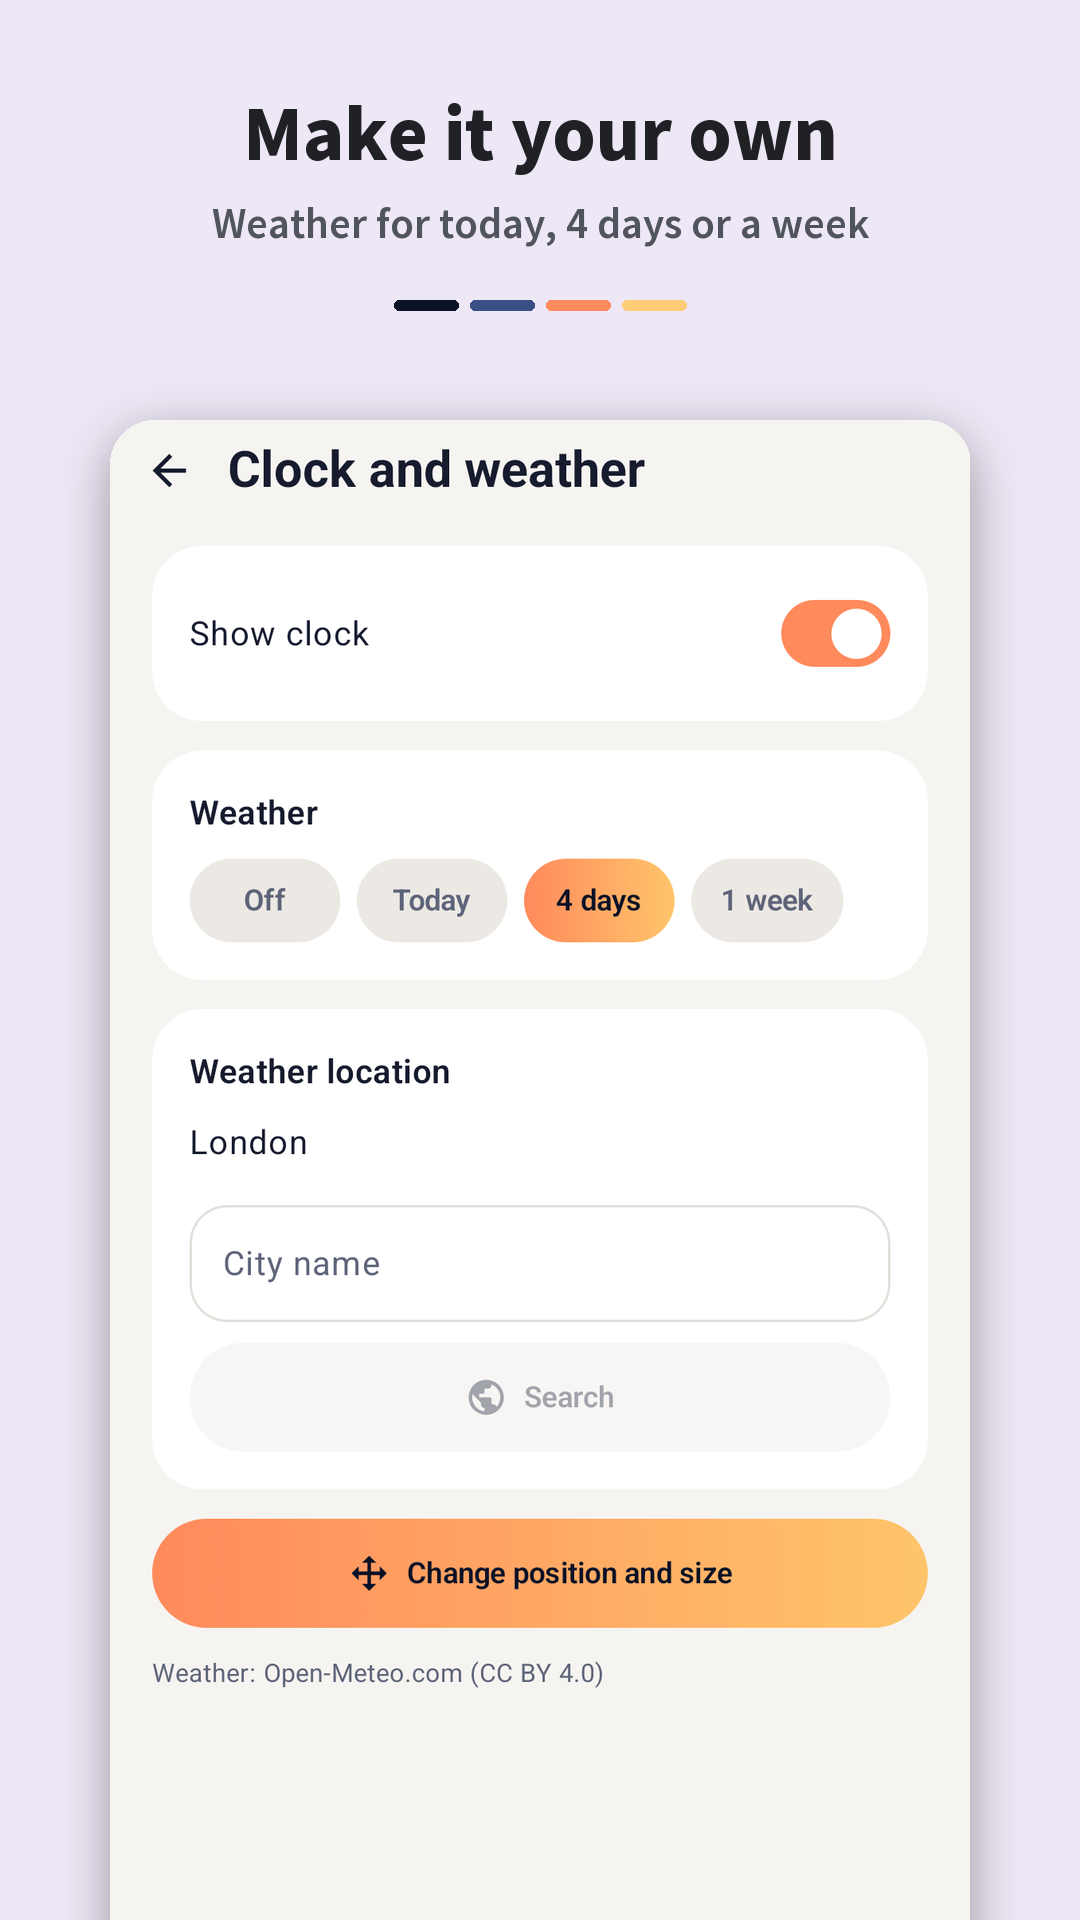 Make it your own
Weather for today, 4 days or a week
Clock and weather
Show clock
Weather
Off
Today
4 days
1 week
Weather location
London
City name
Search
Change position and size
Weather: Open-Meteo.com (CC BY 4.0)